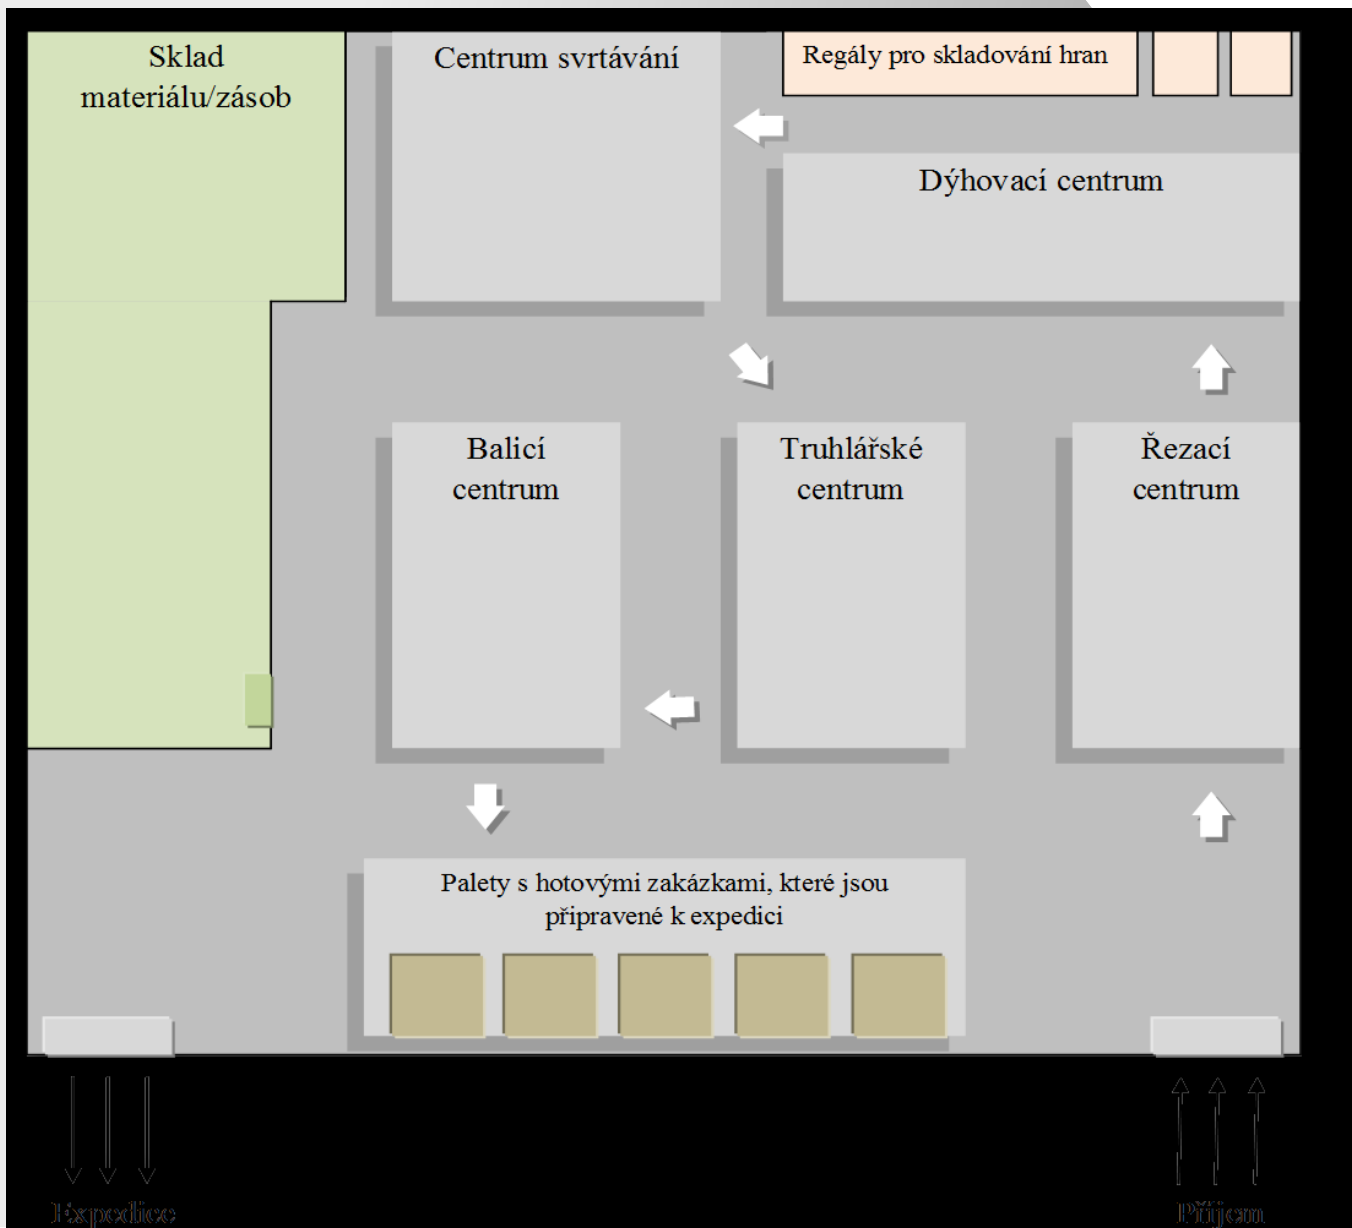 Sklad
materiálu/zásob
Centrum svrtávání
Regály pro skladování hran
Dýhovací centrum
Balicí
centrum
Truhlářské
centrum
Řezací
centrum
Palety s hotovými zakázkami, které jsou
připravené k expedici
Expedice
Příjem